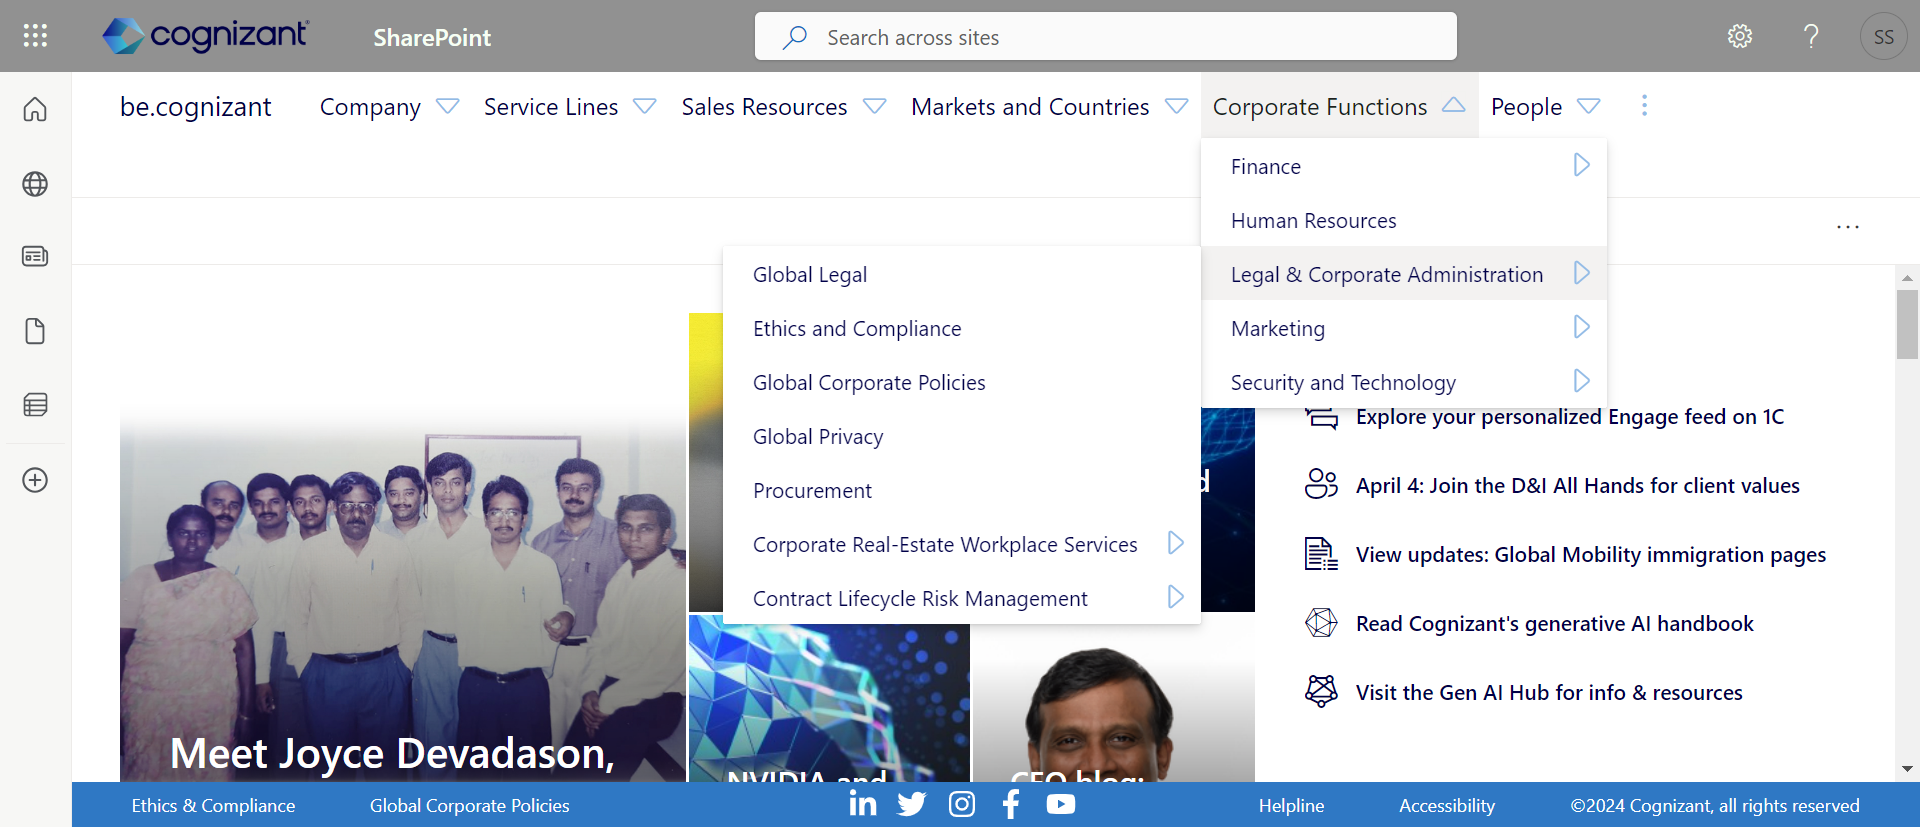 cognizant
SharePoint
Search across sites
SS
be.cognizant
Company
Service Lines
Sales Resources
Markets and Countries
Corporate Functions
People
Finance
Human Resources
Legal & Corporate Administration
Marketing
Security and Technology
Global Legal
Ethics and Compliance
Global Corporate Policies
Global Privacy
Procurement
Corporate Real-Estate Workplace Services
Contract Lifecycle Risk Management
Explore your personalized Engage feed on 1C
April 4: Join the D&I All Hands for client values
View updates: Global Mobility immigration pages
Read Cognizant's generative AI handbook
Visit the Gen AI Hub for info & resources
Meet Joyce Devadason,
NVIDIA and
CEO blog:
Ethics & Compliance
Global Corporate Policies
Helpline
Accessibility
©2024 Cognizant, all rights reserved